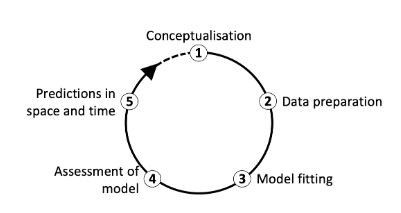 Conceptualisation
1
2
Data preparation
3
Model fitting
4
Assessment of
model
5
Predictions in
space and time